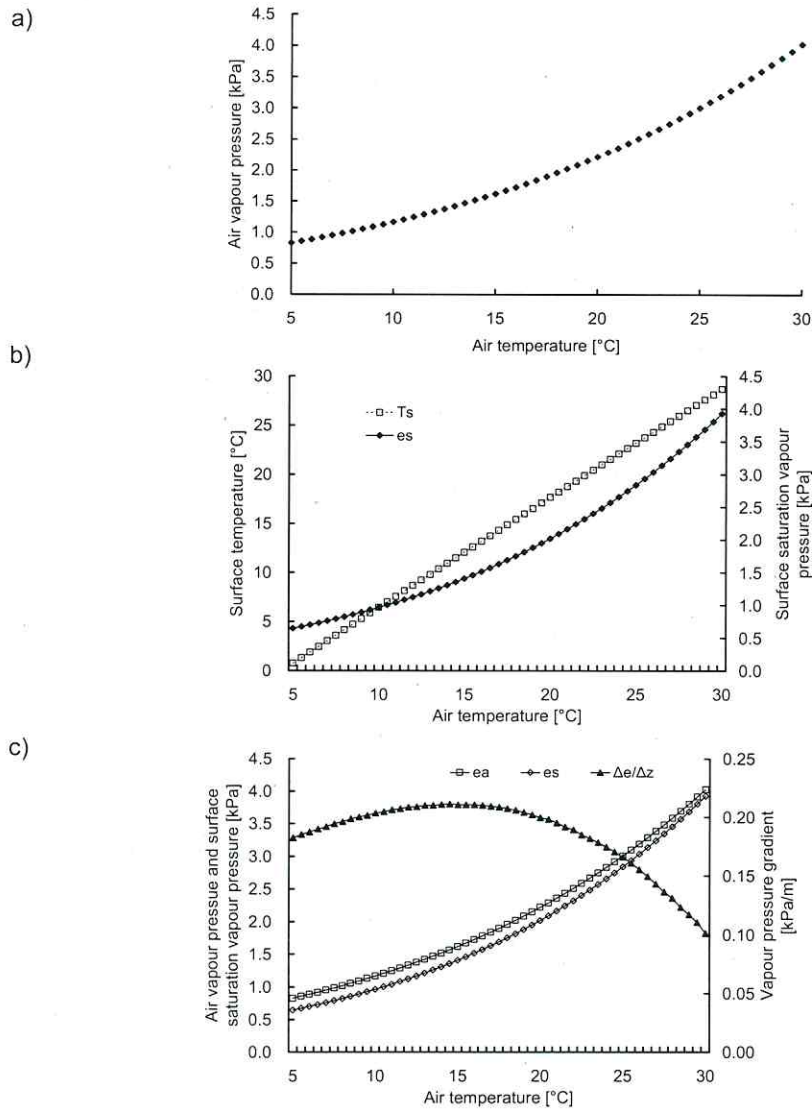 a)
Air vapour pressure [kPa]
4.5
4.0
3.5
3.0
2.5
2.0
1.5
1.0
0.5
0.0
5 10 15 20 25 30
Air temperature [°C]
b)
Surface temperature [°C]
30
25
20
15
10
5
0
Ts
es
4.5
4.0
3.5
3.0
2.5
2.0
1.5
1.0
0.5
0.0
Surface saturation vapour
pressure [kPa]
5 10 15 20 25 30
Air temperature [°C]
c)
Air vapour pressue and surface
saturation vapour pressure [kPa]
4.5
4.0
3.5
3.0
2.5
2.0
1.5
1.0
0.5
0.0
ea es Δe/Δz
0.25
0.20
0.15
0.10
0.05
0.00
Vapour pressure gradient
[kPa/m]
5 10 15 20 25 30
Air temperature [°C]